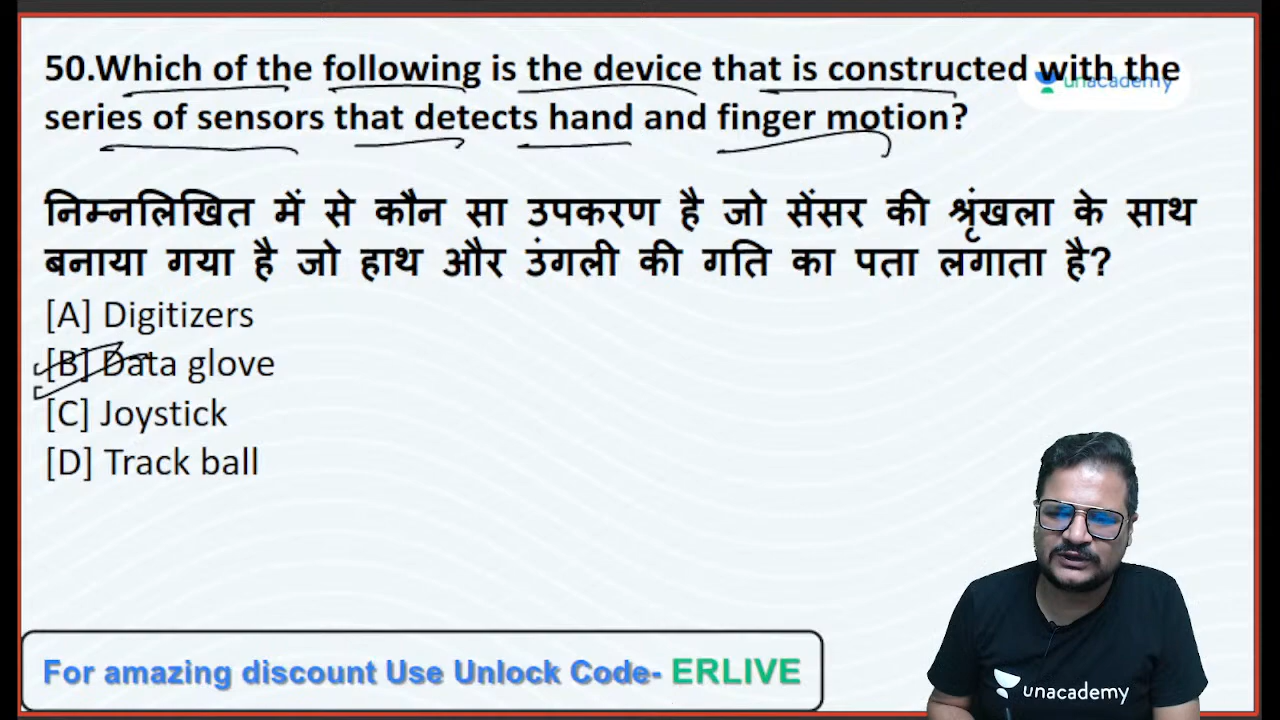 50.Which of the following is the device that is constructed with the
unacademy
series of sensors that detects hand and finger motion?
निम्नलिखित में से कौन सा उपकरण है जो सेंसर की श्रृंखला के साथ
बनाया गया है जो हाथ और उंगली की गति का पता लगाता है?
[A] Digitizers
[B] Data glove
[C] Joystick
[D] Track ball
For amazing discount Use Unlock Code- ERLIVE
unacademy